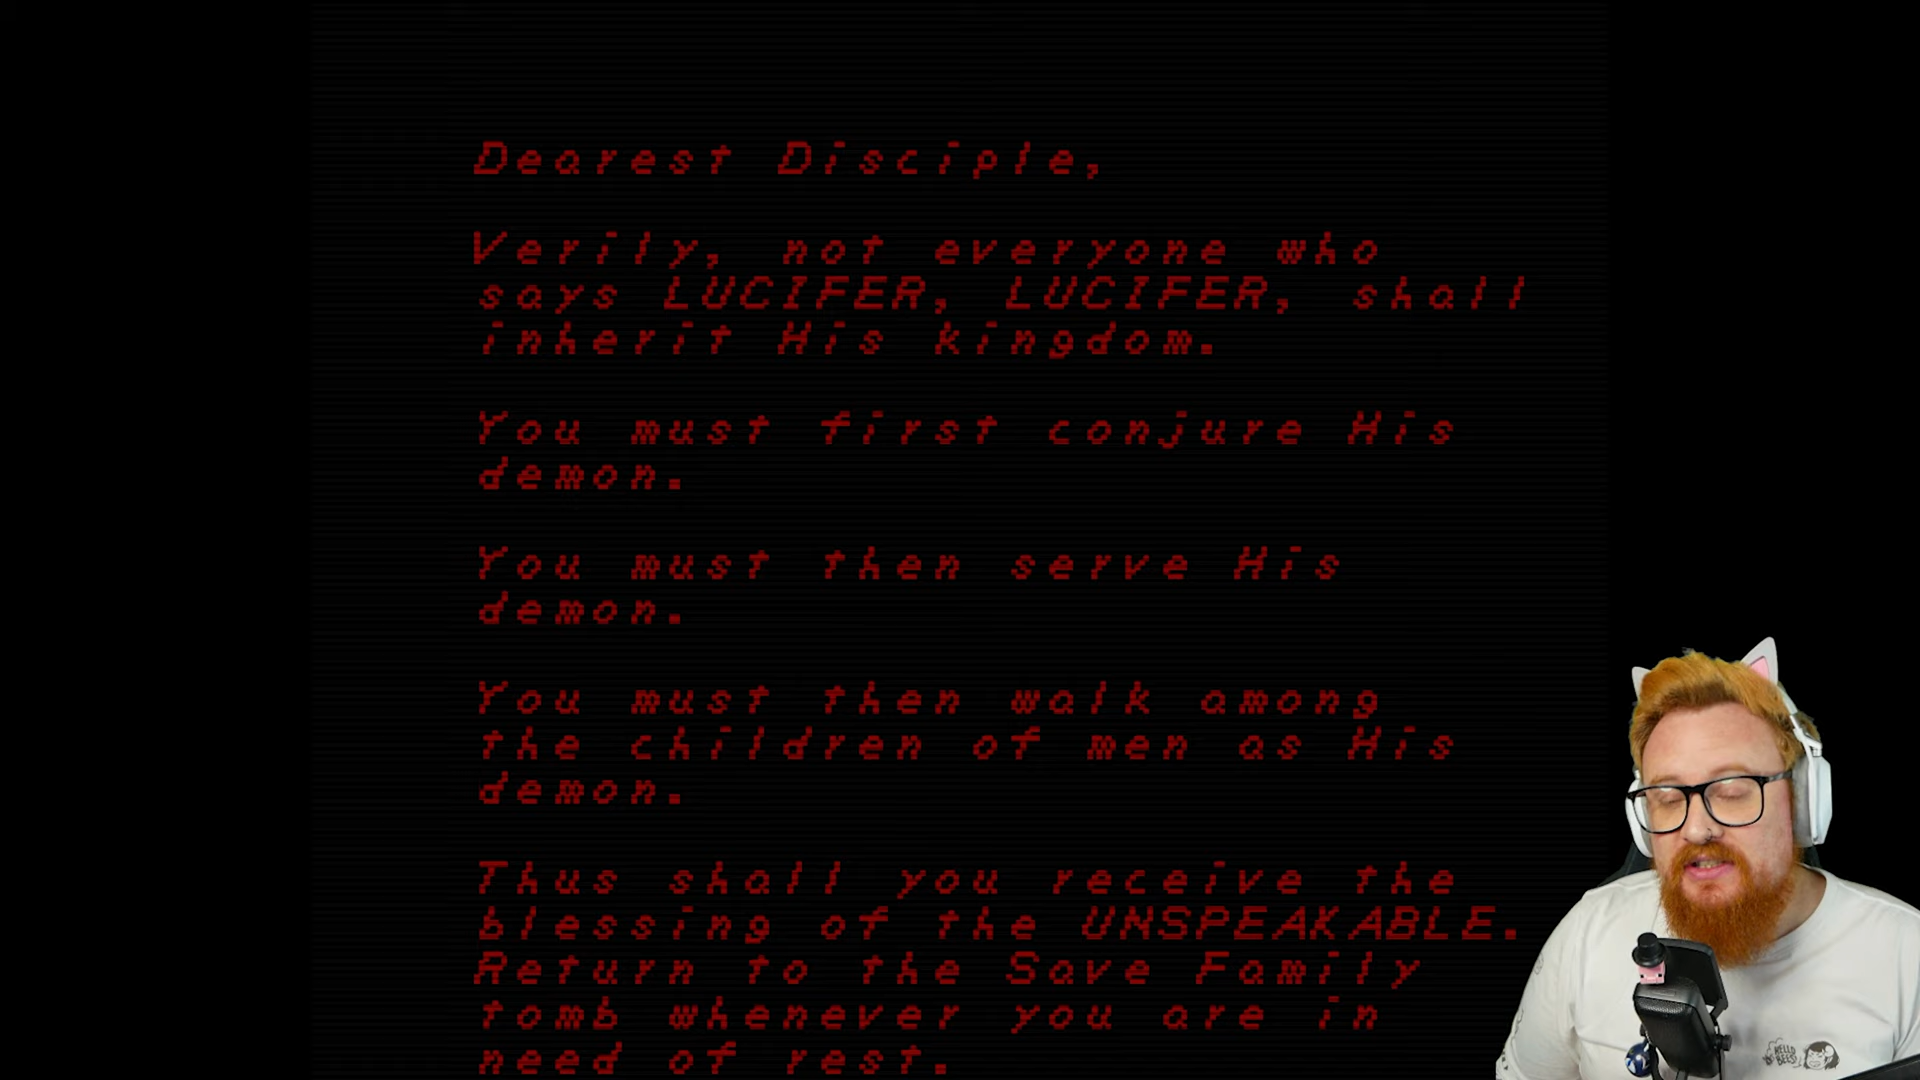 Dearest Disciple,
Verily, not everyone who
says LUCIFER, LUCIFER, shall
inherit His kingdom.
You must first conjure His
demon.
You must then serve His
demon.
You must then walk among
the children of men as His
demon.
Thus shall you receive the
blessing of the UNSPEAKABLE.
Return to the Save Family
tomb whenever you are in
need of rest.
HELLO